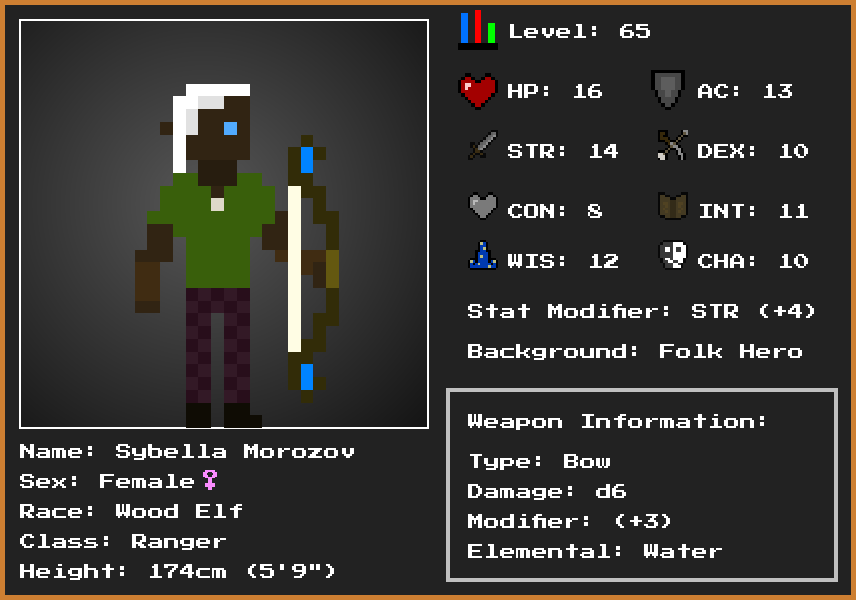 Level: 65
HP: 16 AC: 13
STR: 14 DEX: 10
CON: 8 INT: 11
WIS: 12 CHA: 10
Stat Modifier: STR (+4)
Background: Folk Hero
Weapon Information:
Type: Bow
Damage: d6
Modifier: (+3)
Elemental: Water
Name: Sybella Morozov
Sex: Female♀
Race: Wood Elf
Class: Ranger
Height: 174cm (5'9")